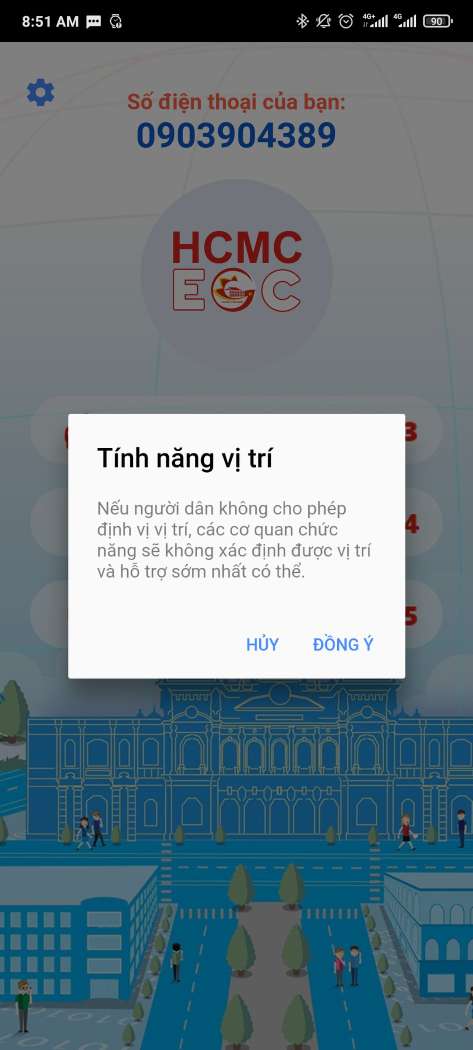 8:51 AM
4G+
4G
90
Số điện thoại của bạn:
0903904389
HCMC
EOC
3
Tính năng vị trí
Nếu người dân không cho phép
định vị vị trí, các cơ quan chức
4
năng sẽ không xác định được vị trí
và hỗ trợ sớm nhất có thể.
5
HỦY
ĐỒNG Ý